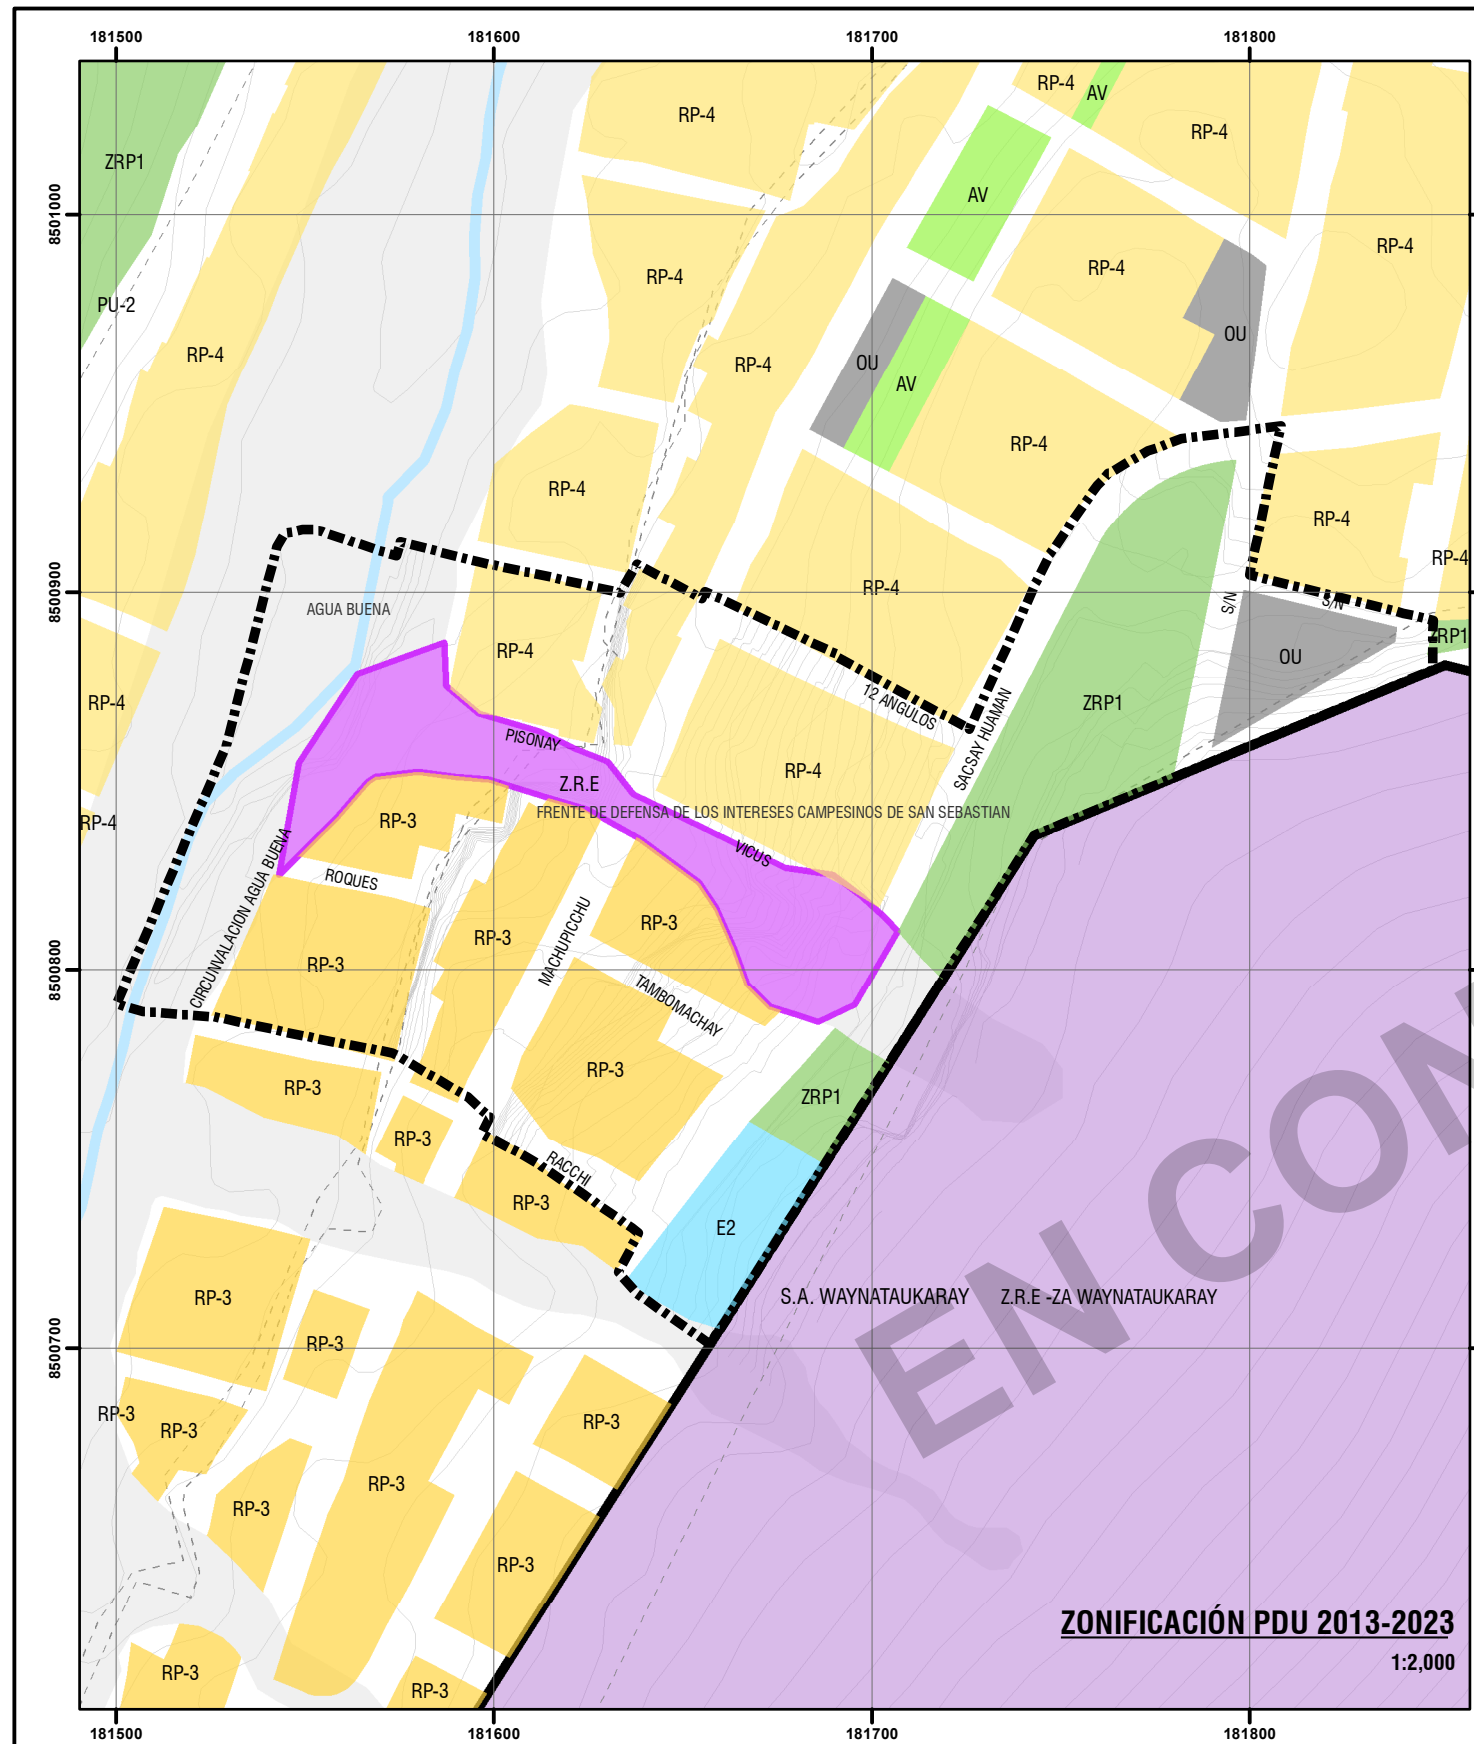 181500
181600
181700
181800
RP-4
AV
RP-4
RP-4
ZRP1
8501000
AV
RP-4
RP-4
RP-4
PU-2
OU
RP-4
RP-4
OU
AV
RP-4
RP-4
RP-4
RP-4
8500900
RP-4
RP-4
AGUA BUENA
S/N
S/N
ZRP1
RP-4
OU
RP-4
12 ANGULOS
ZRP1
SACSAY HUAMAN
PISONAY
RP-4
Z.R.E
FRENTE DE DEFENSA DE LOS INTERESES CAMPESINOS DE SAN SEBASTIAN
RP-4
RP-3
VICUS
CIRCUNVALACION AGUA BUENA
ROQUES
MACHUPICCHU
RP-3
RP-3
RP-3
8500800
TAMBOMACHAY
RP-3
RP-3
ZRP1
RP-3
RACCHI
RP-3
E2
RP-3
S.A. WAYNATAUKARAY
Z.R.E -ZA WAYNATAUKARAY
EN CON
8500700
RP-3
RP-3
RP-3
RP-3
RP-3
RP-3
RP-3
ZONIFICACIÓN PDU 2013-2023
1:2,000
RP-3
RP-3
181500
181600
181700
181800